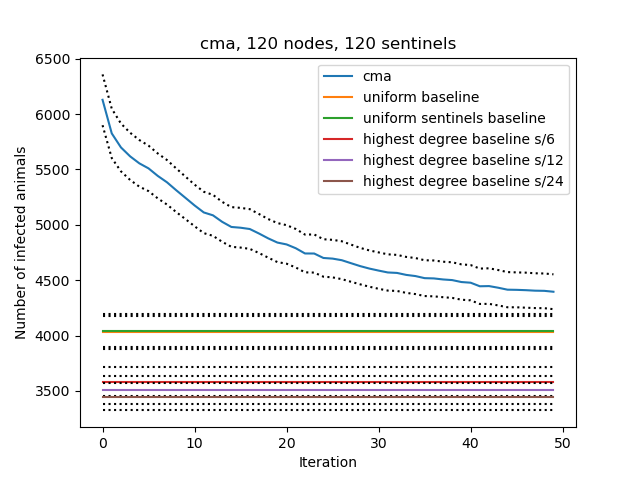 cma, 120 nodes, 120 sentinels
cma
uniform baseline
uniform sentinels baseline
highest degree baseline s/6
highest degree baseline s/12
highest degree baseline s/24
Number of infected animals
6500
6000
5500
5000
4500
4000
3500
0 10 20 30 40 50
Iteration